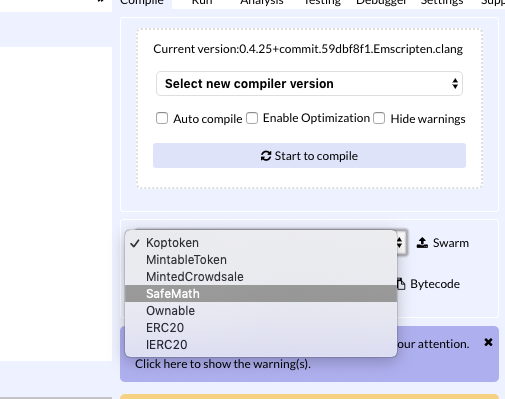 Compile Run Analysis Testing Debugger Settings Supp
Current version:0.4.25+commit.59dbf8f1.Emscripten.clang
Select new compiler version
Auto compile Enable Optimization Hide warnings
Start to compile
✓ Koptoken
Swarm
MintableToken
MintedCrowdsale
Bytecode
SafeMath
Ownable
ERC20
our attention.
IERC20
Click here to show the warning(s).